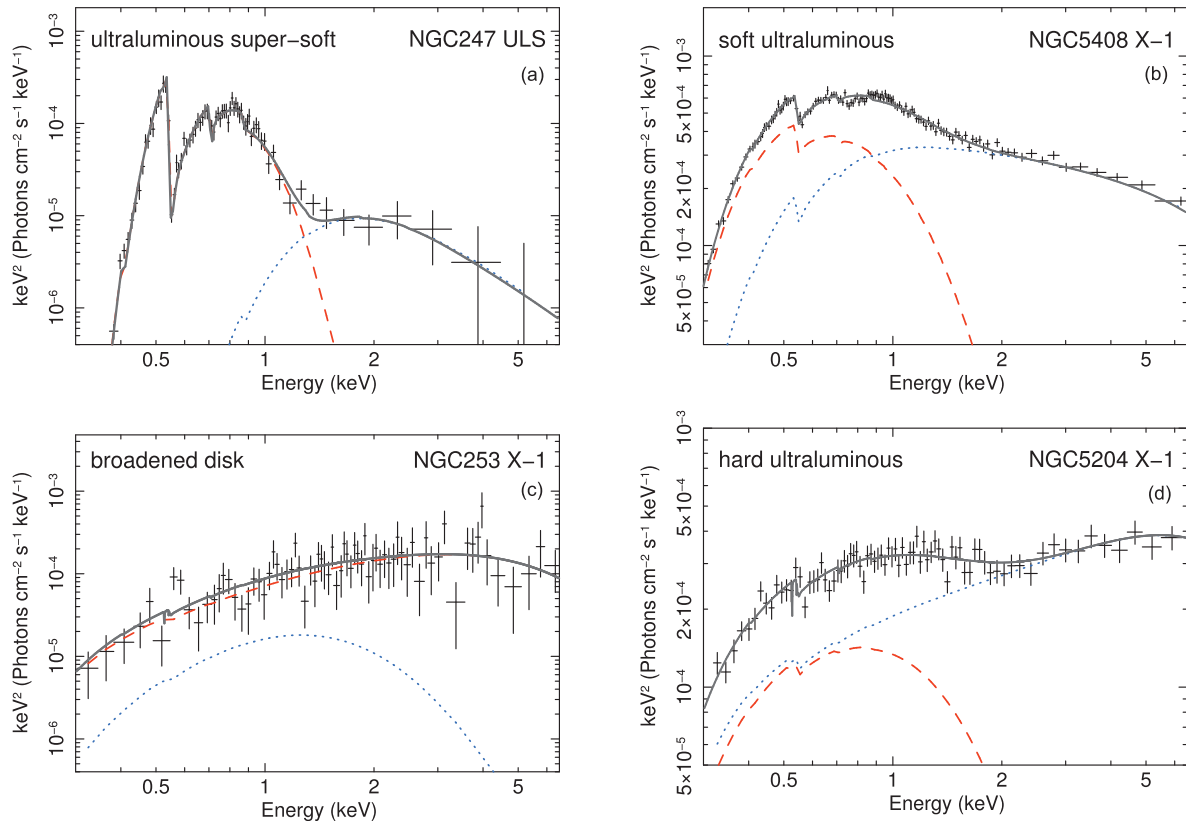 ultraluminous super-soft NGC247 ULS
(a)
10⁻³
10⁻⁴
10⁻⁵
10⁻⁶
keV² (Photons cm⁻² s⁻¹ keV⁻¹)
0.5 1 2 5
Energy (keV)
soft ultraluminous NGC5408 X-1
(b)
10⁻³
5×10⁻⁴
2×10⁻⁴
10⁻⁴
5×10⁻⁵
keV² (Photons cm⁻² s⁻¹ keV⁻¹)
0.5 1 2 5
Energy (keV)
broadened disk NGC253 X-1
(c)
10⁻³
10⁻⁴
10⁻⁵
10⁻⁶
keV² (Photons cm⁻² s⁻¹ keV⁻¹)
0.5 1 2 5
Energy (keV)
hard ultraluminous NGC5204 X-1
(d)
10⁻³
5×10⁻⁴
2×10⁻⁴
10⁻⁴
5×10⁻⁵
keV² (Photons cm⁻² s⁻¹ keV⁻¹)
0.5 1 2 5
Energy (keV)